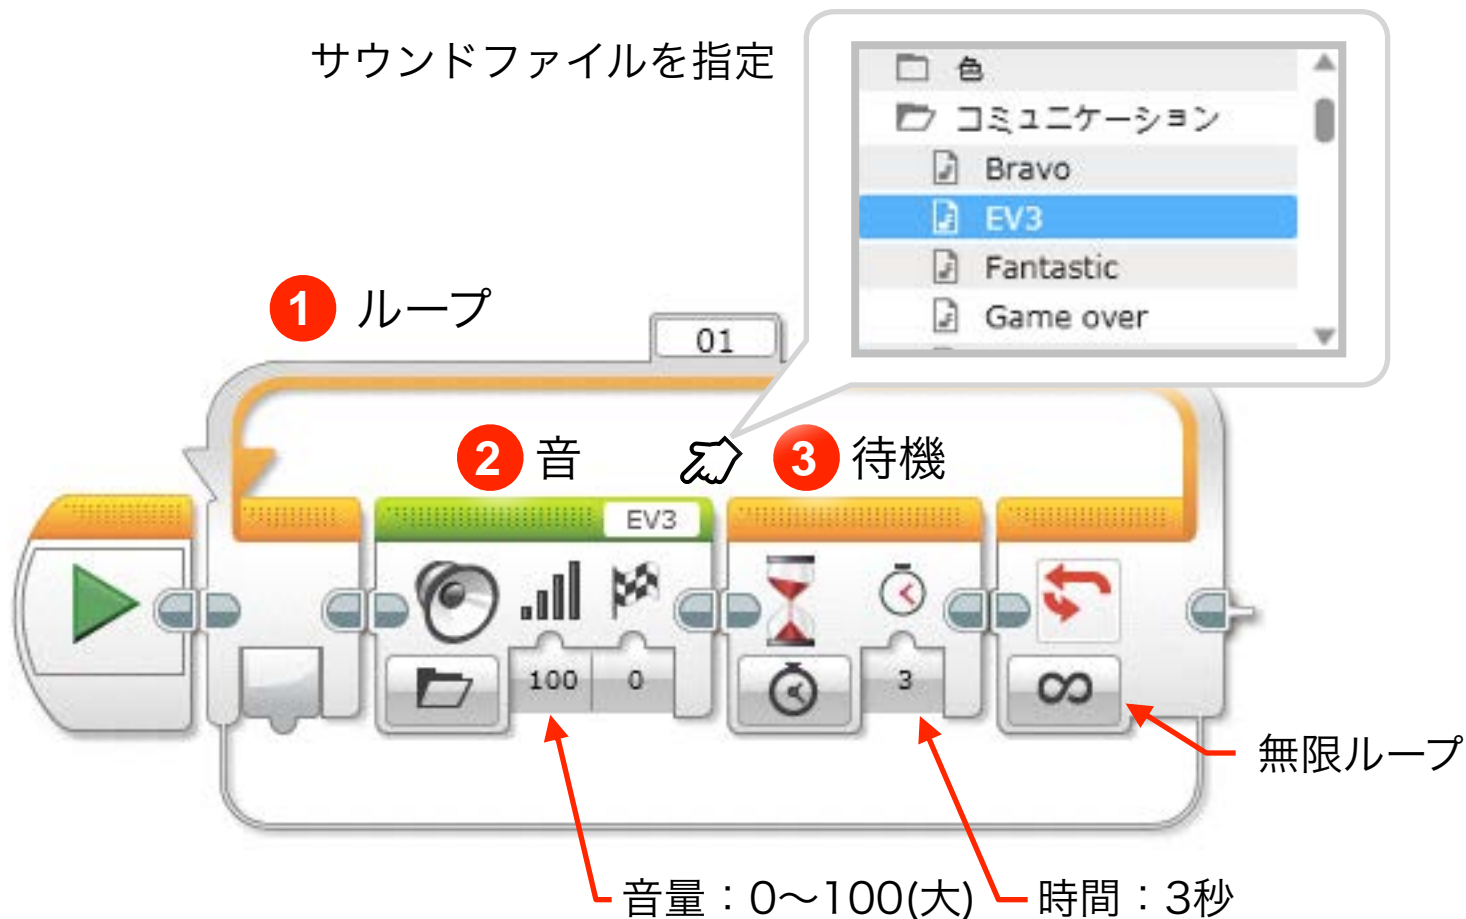 サウンドファイルを指定
色
コミュニケーション
Bravo
EV3
Fantastic
Game over
1 ループ
01
2 音
3 待機
EV3
100
0
3
∞
無限ループ
音量：0〜100(大)
時間：3秒